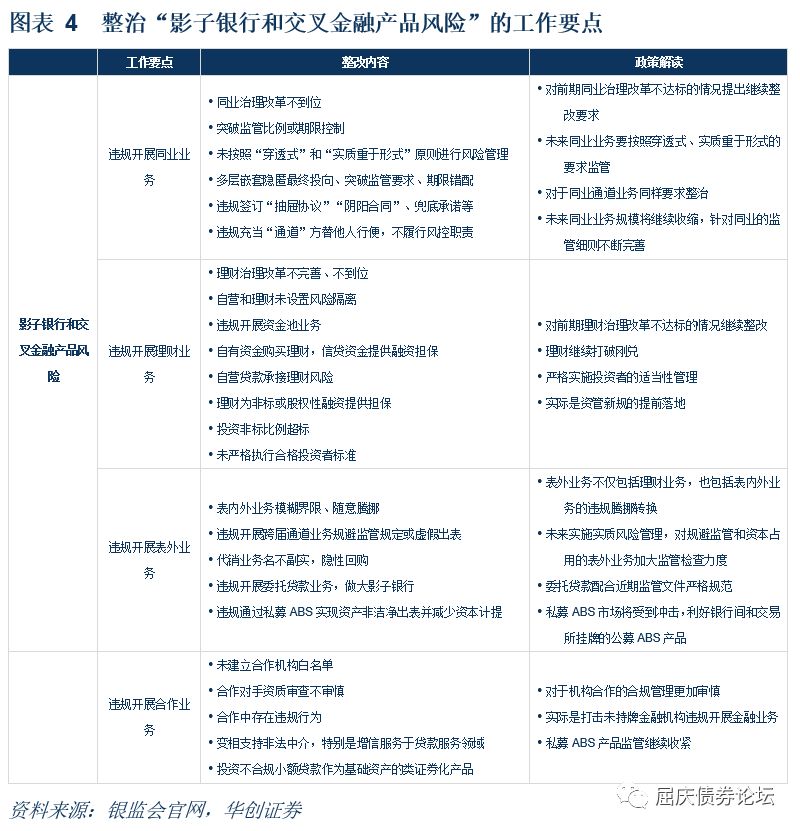 图表 4 整治“影子银行和交叉金融产品风险”的工作要点
工作要点
整改内容
政策解读
影子银行和交
叉金融产品风
险
违规开展同业业
务
• 同业治理改革不到位
• 突破监管比例或期限控制
• 未按照“穿透式”和“实质重于形式”原则进行风险管理
• 多层嵌套隐匿最终投向、突破监管要求、期限错配
• 违规签订“抽屉协议”“阴阳合同”、兜底承诺等
• 违规充当“通道”方替他人行便，不履行风控职责
• 对前期同业治理改革不达标的情况提出继续整
改要求
• 未来同业业务要按照穿透式、实质重于形式的
要求监管
• 对于同业通道业务同样要求整治
• 未来同业业务规模将继续收缩，针对同业的监
管细则不断完善
违规开展理财业
务
• 理财治理改革不完善、不到位
• 自营和理财未设置风险隔离
• 违规开展资金池业务
• 自有资金购买理财，信贷资金提供融资担保
• 自营贷款承接理财风险
• 理财为非标或股权性融资提供担保
• 投资非标比例超标
• 未严格执行合格投资者标准
• 对前期理财治理改革不达标的情况继续整改
• 理财继续打破刚兑
• 严格实施投资者的适当性管理
• 实际是资管新规的提前落地
违规开展表外业
务
• 表内外业务模糊界限、随意腾挪
• 违规开展跨届通道业务规避监管规定或虚假出表
• 代消业务名不副实，隐性回购
• 违规开展委托贷款业务，做大影子银行
• 违规通过私募 ABS 实现资产非洁净出表并减少资本计提
• 表外业务不仅包括理财业务，也包括表内外业
务的违规腾挪转换
• 未来实施实质风险管理，对规避监管和资本占
用的表外业务加大监管检查力度
• 委托贷款配合近期监管文件严格规范
• 私募 ABS 市场将受到冲击，利好银行间和交易
所挂牌的公募 ABS 产品
违规开展合作业
务
• 未建立合作机构白名单
• 合作对手资质审查不审慎
• 合作中存在违规行为
• 变相支持非法中介，特别是增信服务于贷款服务领域
• 投资不合规小额贷款作为基础资产的类证券化产品
• 对于机构合作的合规管理更加审慎
• 实际是打击未持牌金融机构违规开展金融业务
• 私募 ABS 产品监管继续收紧
资料来源：银监会官网，华创证券
屈庆债券论坛